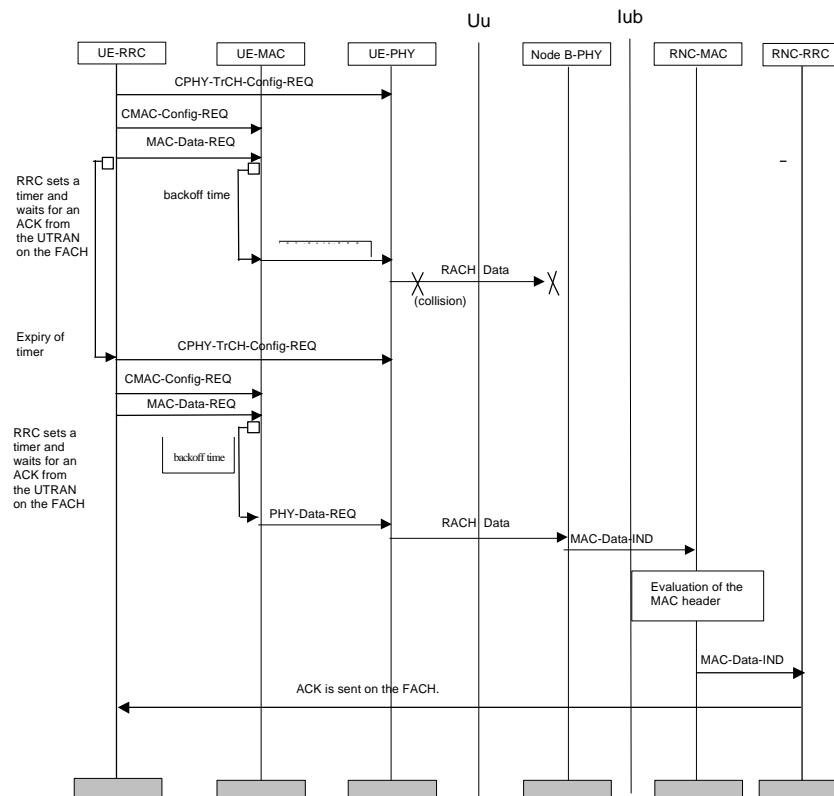 Uu
Iub
UE-RRC
UE-MAC
UE-PHY
Node B-PHY
RNC-MAC
RNC-RRC
CPHY-TrCH-Config-REQ
CMAC-Config-REQ
MAC-Data-REQ
RRC sets a
timer and
waits for an
ACK from
the UTRAN
on the FACH
backoff time
RACH Data
(collision)
Expiry of
timer
CPHY-TrCH-Config-REQ
CMAC-Config-REQ
MAC-Data-REQ
RRC sets a
timer and
waits for an
ACK from
the UTRAN
on the FACH
backoff time
PHY-Data-REQ
RACH Data
MAC-Data-IND
Evaluation of the
MAC header
MAC-Data-IND
ACK is sent on the FACH.